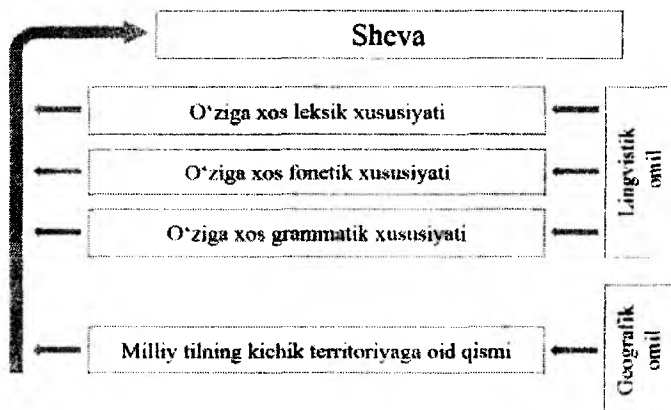 Sheva
O‘ziga xos leksik xususiyati
O‘ziga xos fonetik xususiyati
O‘ziga xos grammatik xususiyati
Lingvistik
omil
Milliy tilning kichik territoriyaga oid qismi
Geografik
omil